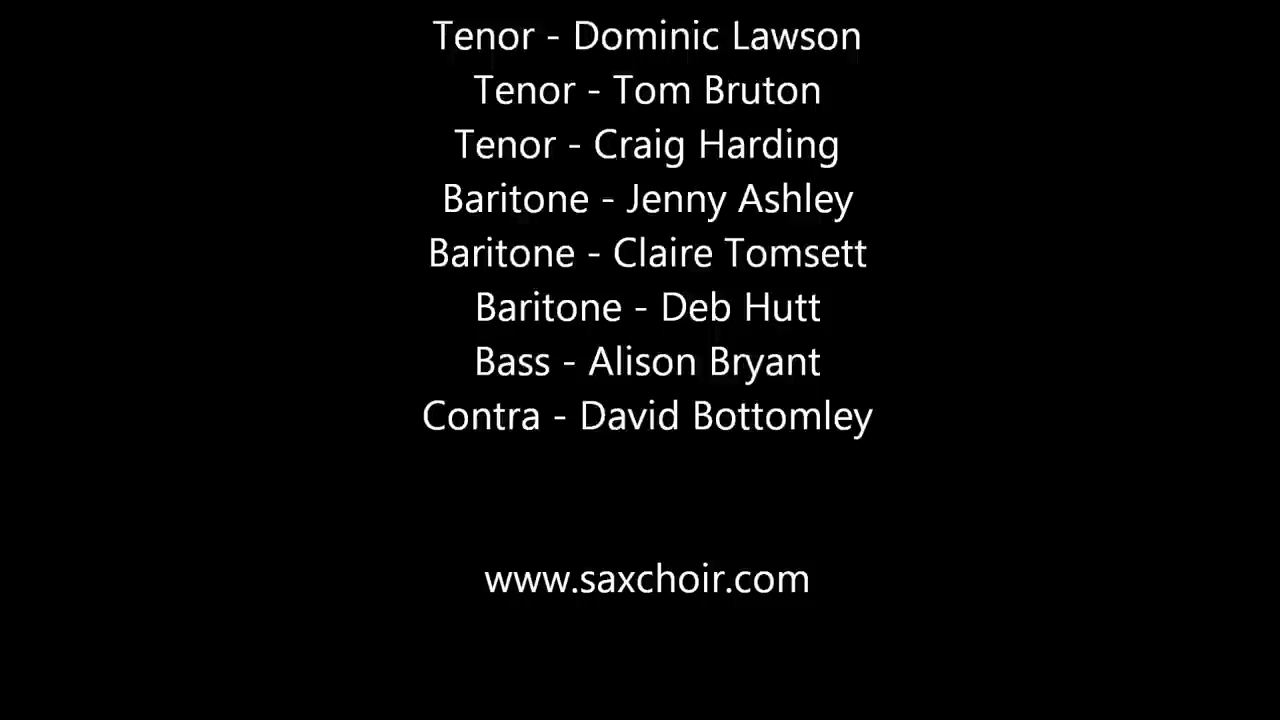 Tenor - Dominic Lawson
Tenor - Tom Bruton
Tenor - Craig Harding
Baritone - Jenny Ashley
Baritone - Claire Tomsett
Baritone - Deb Hutt
Bass - Alison Bryant
Contra - David Bottomley
www.saxchoir.com